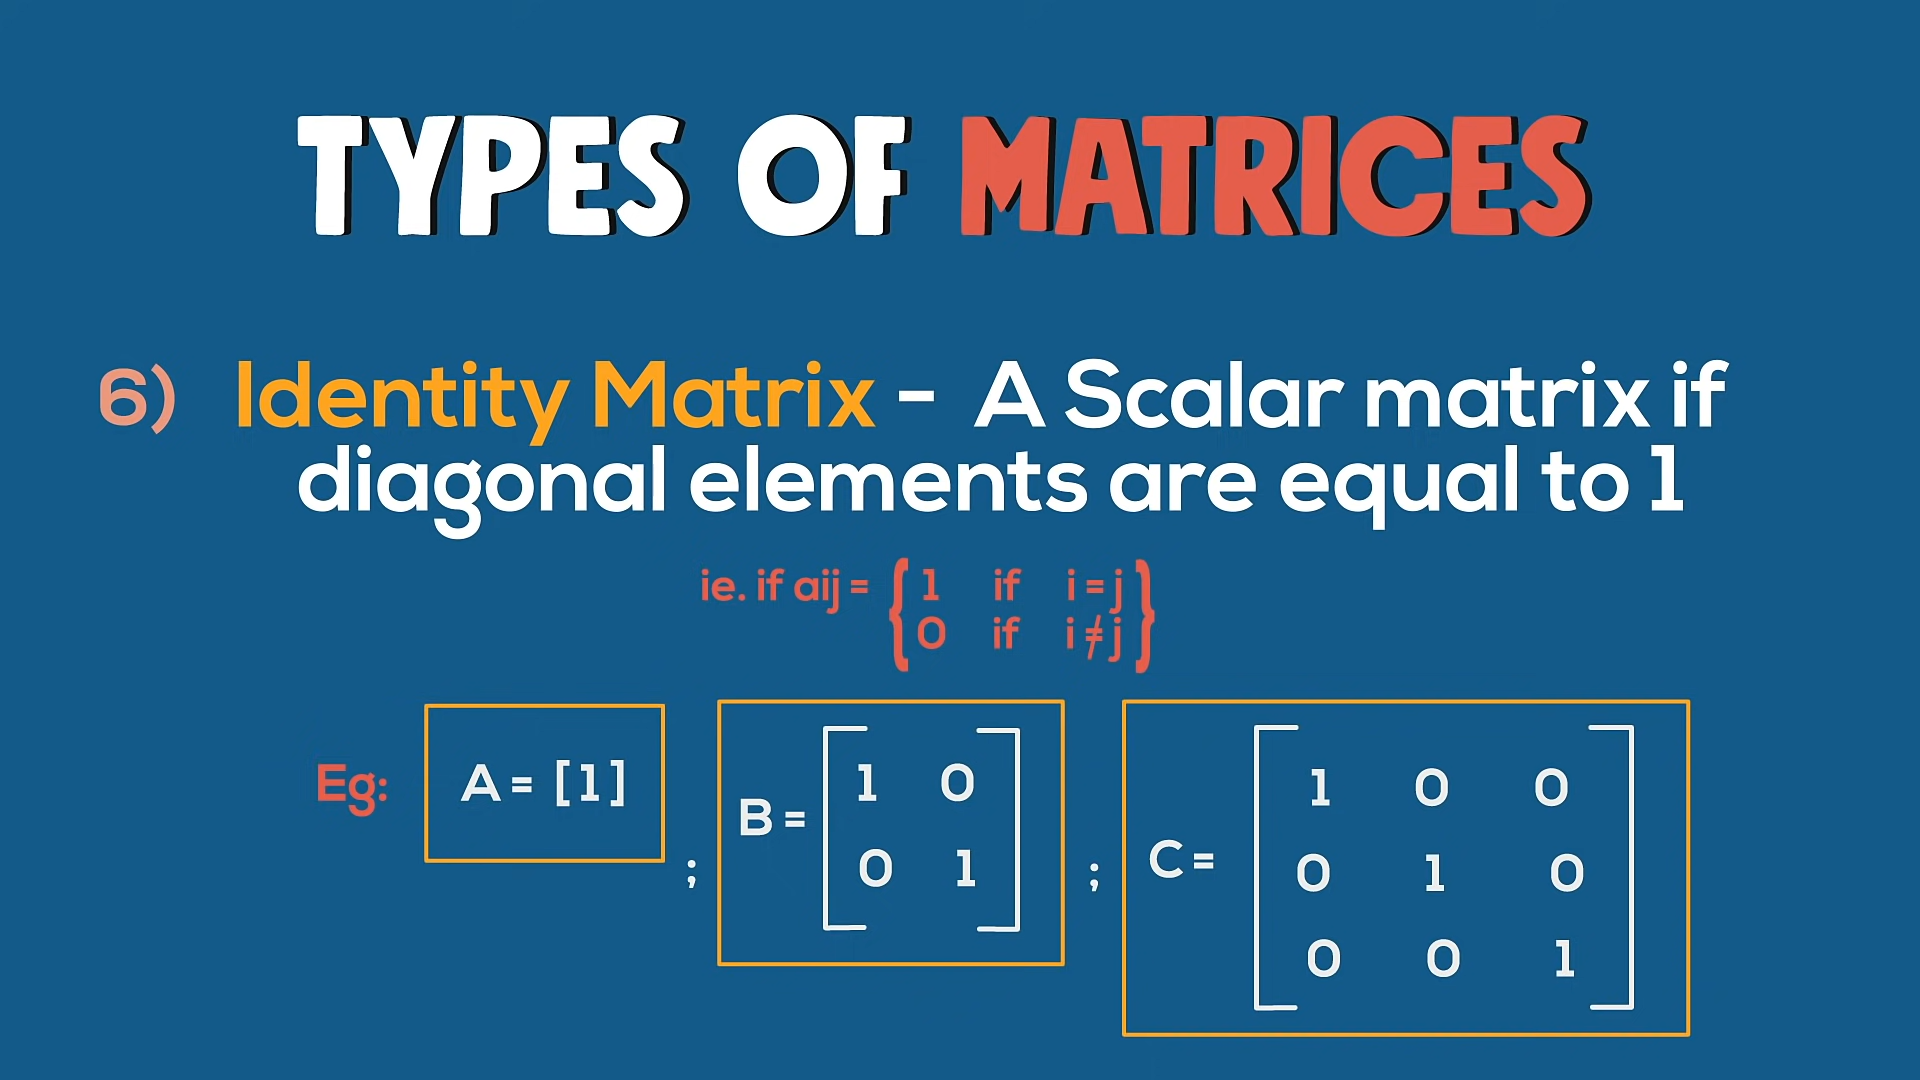 TYPES OF MATRICES
6) Identity Matrix - A Scalar matrix if
diagonal elements are equal to 1
ie. if aij = { 1 if i = j }
0 if i ≠ j
Eg: A = [1] ; B = [ 1 0 ] ; C = [ 1 0 0 ]
0 1 0 1 0
0 0 1